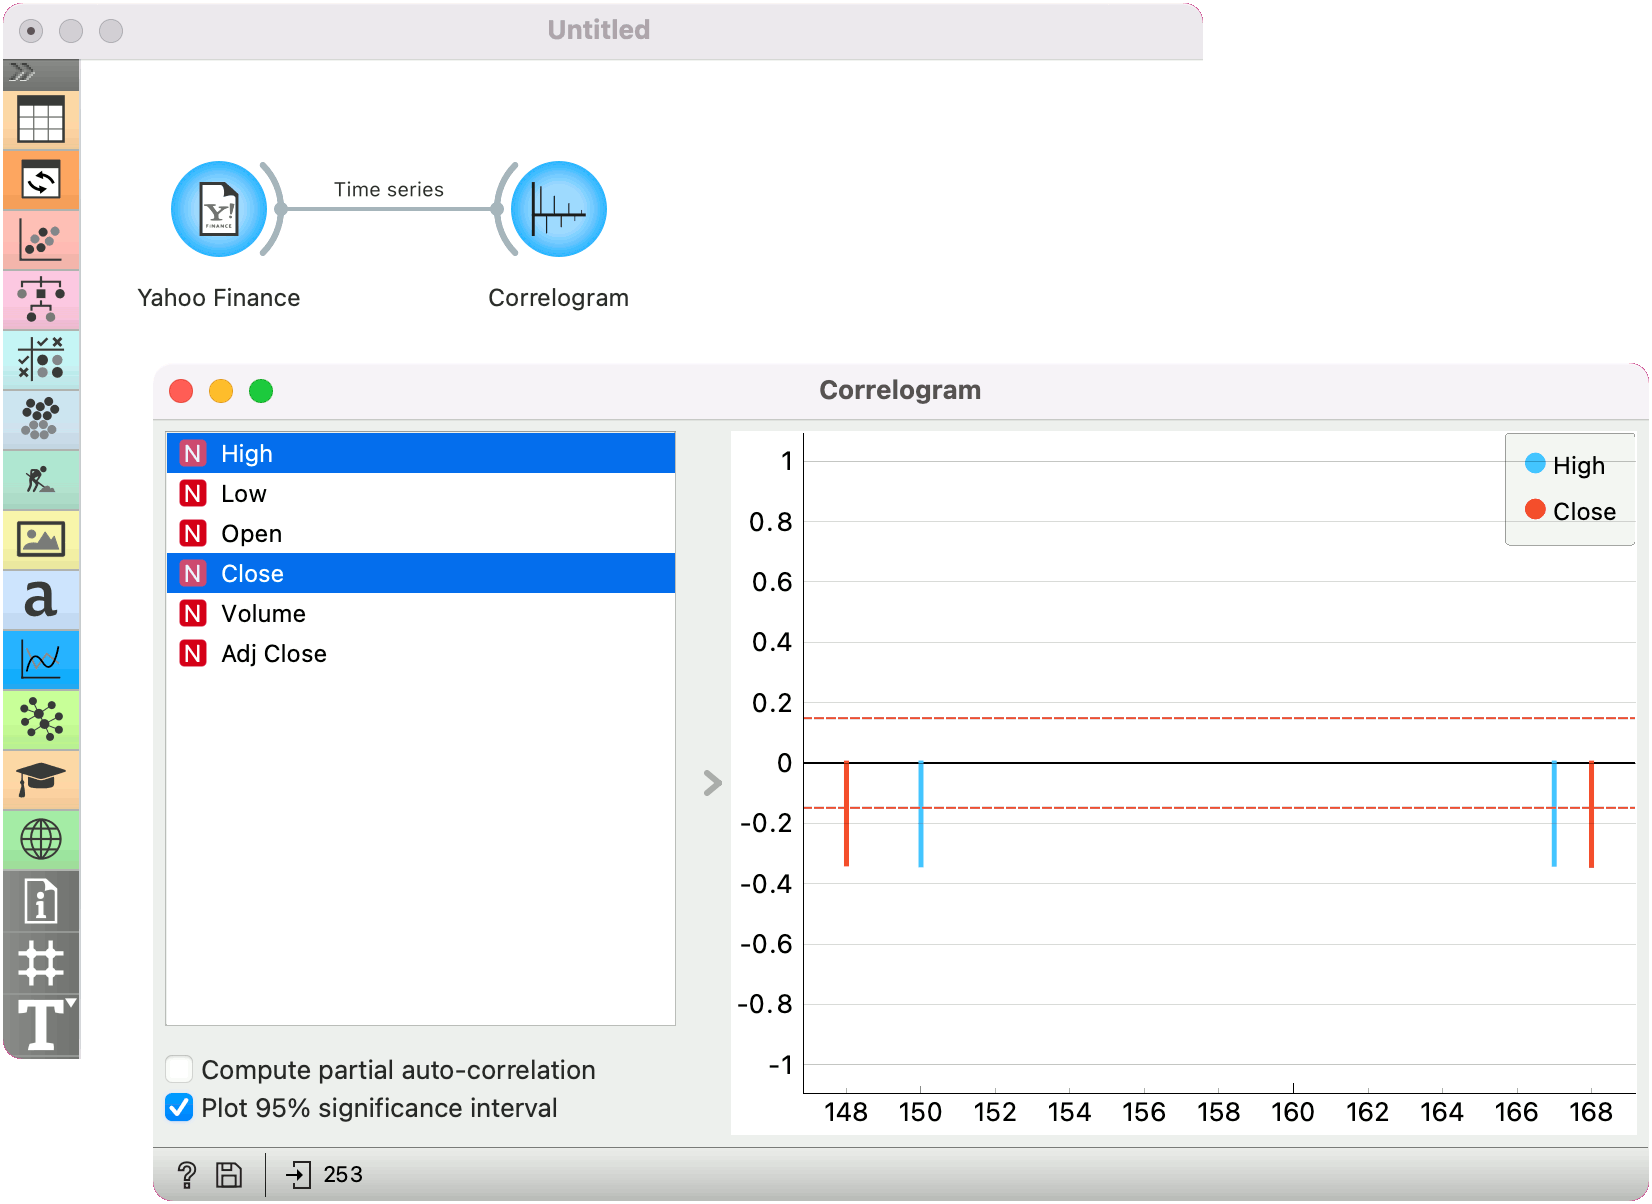 Untitled
Time series
Y!
FINANCE
Yahoo Finance
Correlogram
a
T
Correlogram
N High
N Low
N Open
N Close
N Volume
N Adj Close
Compute partial auto-correlation
Plot 95% significance interval
1
0.8
0.6
0.4
0.2
0
-0.2
-0.4
-0.6
-0.8
-1
High
Close
148 150 152 154 156 158 160 162 164 166 168
? 253